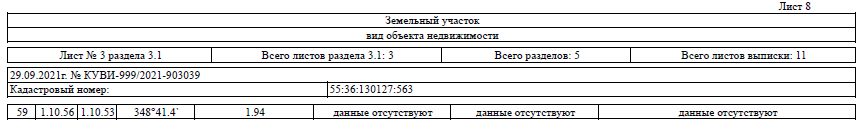 Лист 8
Земельный участок
вид объекта недвижимости
Лист № 3 раздела 3.1 Всего листов раздела 3.1: 3 Всего разделов: 5 Всего листов выписки: 11
29.09.2021г. № КУВИ-999/2021-903039
Кадастровый номер: 55:36:130127:563
59 1.10.56 1.10.53 348°41.4` 1.94 данные отсутствуют данные отсутствуют данные отсутствуют